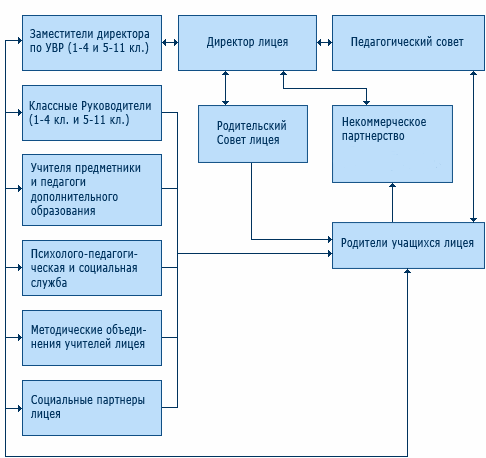 Заместители директора
по УВР (1-4 и 5-11 кл.)
Директор лицея
Педагогический совет
Классные Руководители
(1-4 кл. и 5-11 кл.)
Родительский
Совет лицея
Некоммерческое
партнерство
Учителя предметники
и педагоги
дополнительного
образования
Родители учащихся лицея
Психолого-педагоги-
ческая и социальная
служба
Методические объеди-
нения учителей лицея
Социальные партнеры
лицея